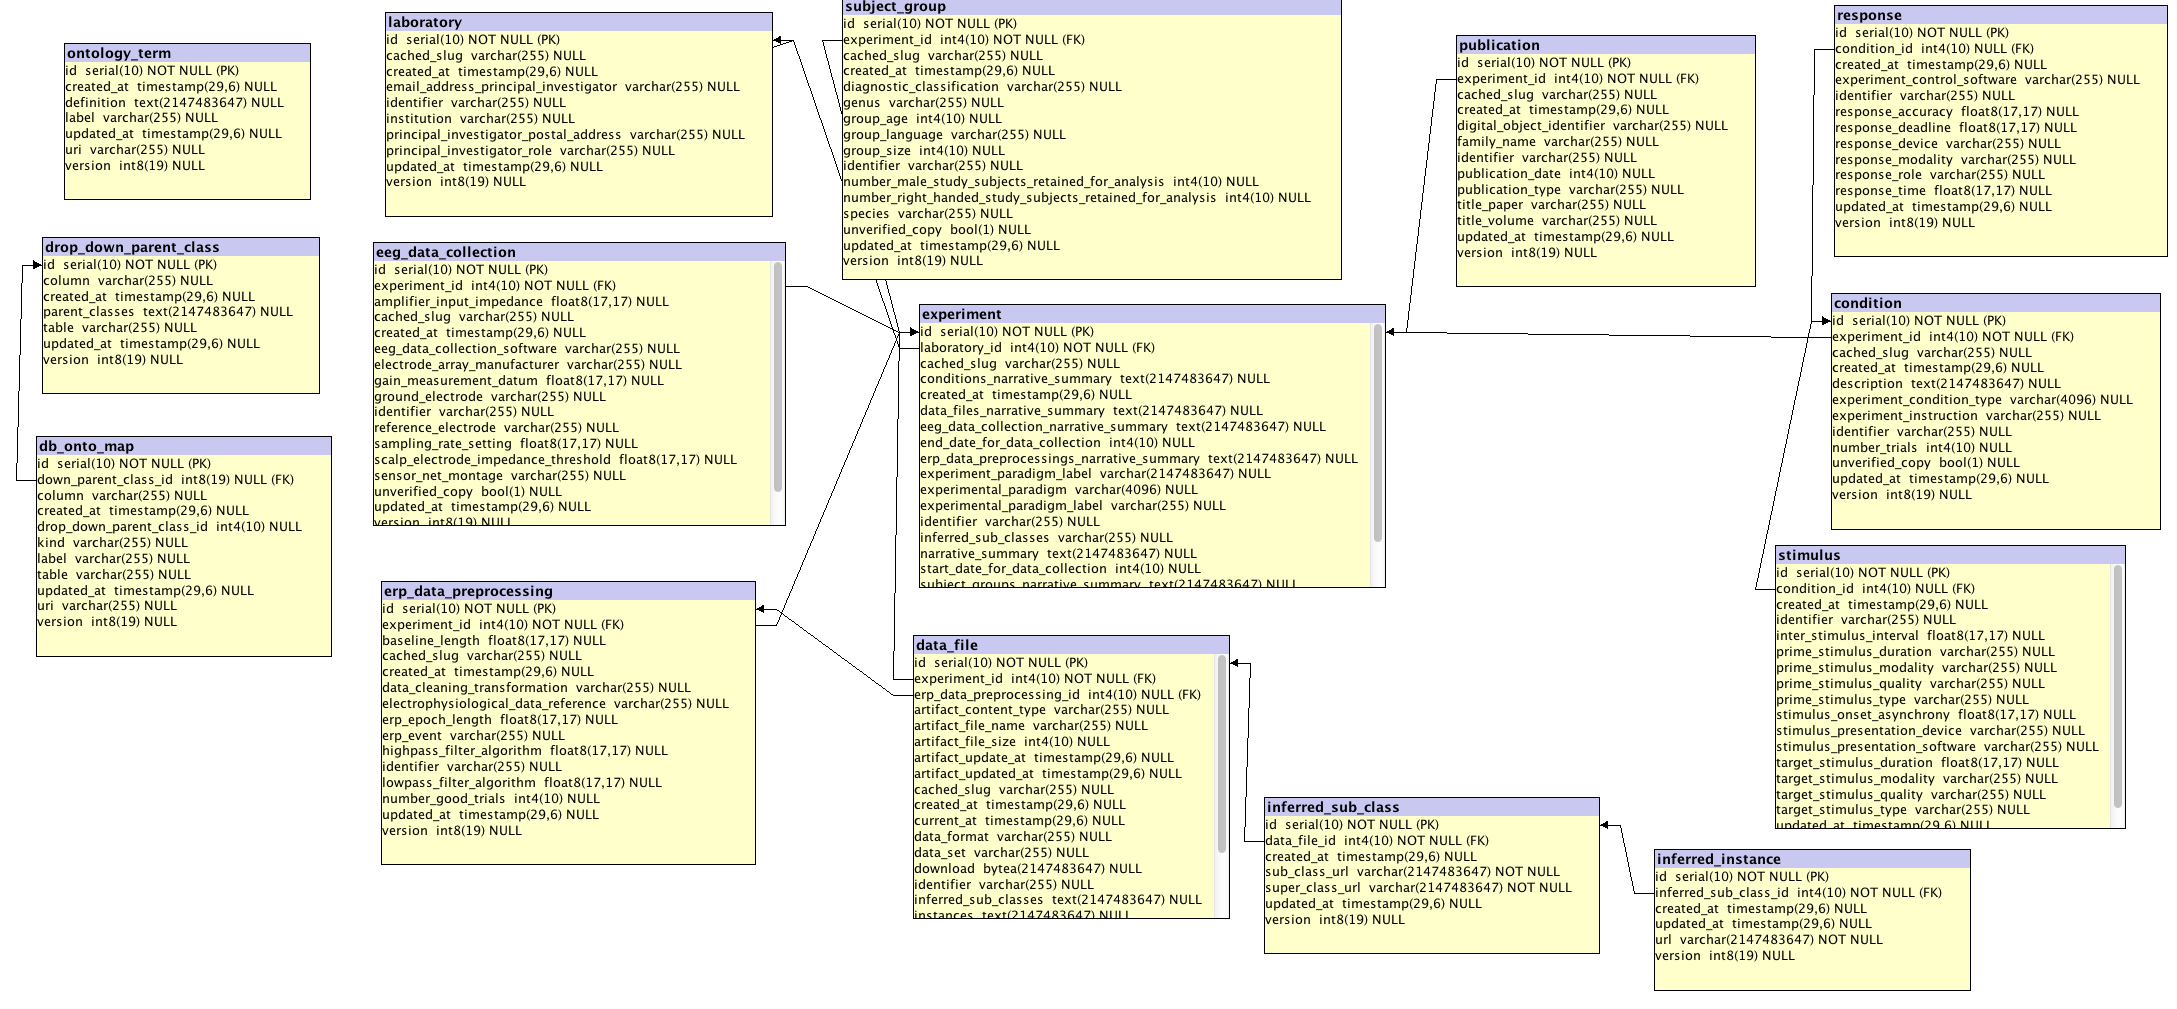 ontology_term
id serial(10) NOT NULL (PK)
created_at timestamp(29,6) NULL
definition text(2147483647) NULL
label varchar(255) NULL
updated_at timestamp(29,6) NULL
uri varchar(255) NULL
version int8(19) NULL
drop_down_parent_class
id serial(10) NOT NULL (PK)
column varchar(255) NULL
created_at timestamp(29,6) NULL
parent_classes text(2147483647) NULL
table varchar(255) NULL
updated_at timestamp(29,6) NULL
version int8(19) NULL
db_onto_map
id serial(10) NOT NULL (PK)
down_parent_class_id int8(19) NULL (FK)
column varchar(255) NULL
created_at timestamp(29,6) NULL
drop_down_parent_class_id int4(10) NULL
kind varchar(255) NULL
label varchar(255) NULL
table varchar(255) NULL
updated_at timestamp(29,6) NULL
uri varchar(255) NULL
version int8(19) NULL
laboratory
id serial(10) NOT NULL (PK)
cached_slug varchar(255) NULL
created_at timestamp(29,6) NULL
email_address_principal_investigator varchar(255) NULL
identifier varchar(255) NULL
institution varchar(255) NULL
principal_investigator_postal_address varchar(255) NULL
principal_investigator_role varchar(255) NULL
updated_at timestamp(29,6) NULL
version int8(19) NULL
eeg_data_collection
id serial(10) NOT NULL (PK)
experiment_id int4(10) NOT NULL (FK)
amplifier_input_impedance float8(17,17) NULL
cached_slug varchar(255) NULL
created_at timestamp(29,6) NULL
eeg_data_collection_software varchar(255) NULL
electrode_array_manufacturer varchar(255) NULL
gain_measurement_datum float8(17,17) NULL
ground_electrode varchar(255) NULL
identifier varchar(255) NULL
reference_electrode varchar(255) NULL
sampling_rate_setting float8(17,17) NULL
scalp_electrode_impedance_threshold float8(17,17) NULL
sensor_net_montage varchar(255) NULL
unverified_copy bool(1) NULL
updated_at timestamp(29,6) NULL
version int8(19) NULL
erp_data_preprocessing
id serial(10) NOT NULL (PK)
experiment_id int4(10) NOT NULL (FK)
baseline_length float8(17,17) NULL
cached_slug varchar(255) NULL
created_at timestamp(29,6) NULL
data_cleaning_transformation varchar(255) NULL
electrophysiological_data_reference varchar(255) NULL
erp_epoch_length float8(17,17) NULL
erp_event varchar(255) NULL
highpass_filter_algorithm float8(17,17) NULL
identifier varchar(255) NULL
lowpass_filter_algorithm float8(17,17) NULL
number_good_trials int4(10) NULL
updated_at timestamp(29,6) NULL
version int8(19) NULL
subject_group
id serial(10) NOT NULL (PK)
experiment_id int4(10) NOT NULL (FK)
cached_slug varchar(255) NULL
created_at timestamp(29,6) NULL
diagnostic_classification varchar(255) NULL
genus varchar(255) NULL
group_age int4(10) NULL
group_language varchar(255) NULL
group_size int4(10) NULL
identifier varchar(255) NULL
number_male_study_subjects_retained_for_analysis int4(10) NULL
number_right_handed_study_subjects_retained_for_analysis int4(10) NULL
species varchar(255) NULL
unverified_copy bool(1) NULL
updated_at timestamp(29,6) NULL
version int8(19) NULL
experiment
id serial(10) NOT NULL (PK)
laboratory_id int4(10) NOT NULL (FK)
cached_slug varchar(255) NULL
conditions_narrative_summary text(2147483647) NULL
created_at timestamp(29,6) NULL
data_files_narrative_summary text(2147483647) NULL
eeg_data_collection_narrative_summary text(2147483647) NULL
end_date_for_data_collection int4(10) NULL
erp_data_preprocessings_narrative_summary text(2147483647) NULL
experiment_paradigm_label varchar(2147483647) NULL
experimental_paradigm varchar(4096) NULL
experimental_paradigm_label varchar(255) NULL
identifier varchar(255) NULL
inferred_sub_classes varchar(255) NULL
narrative_summary text(2147483647) NULL
start_date_for_data_collection int4(10) NULL
subject_groups_narrative_summary text(2147483647) NULL
data_file
id serial(10) NOT NULL (PK)
experiment_id int4(10) NOT NULL (FK)
erp_data_preprocessing_id int4(10) NULL (FK)
artifact_content_type varchar(255) NULL
artifact_file_name varchar(255) NULL
artifact_file_size int4(10) NULL
artifact_update_at timestamp(29,6) NULL
artifact_updated_at timestamp(29,6) NULL
cached_slug varchar(255) NULL
created_at timestamp(29,6) NULL
current_at timestamp(29,6) NULL
data_format varchar(255) NULL
data_set varchar(255) NULL
download bytea(2147483647) NULL
identifier varchar(255) NULL
inferred_sub_classes text(2147483647) NULL
instances text(2147483647) NULL
publication
id serial(10) NOT NULL (PK)
experiment_id int4(10) NOT NULL (FK)
cached_slug varchar(255) NULL
created_at timestamp(29,6) NULL
digital_object_identifier varchar(255) NULL
family_name varchar(255) NULL
identifier varchar(255) NULL
publication_date int4(10) NULL
publication_type varchar(255) NULL
title_paper varchar(255) NULL
title_volume varchar(255) NULL
updated_at timestamp(29,6) NULL
version int8(19) NULL
inferred_sub_class
id serial(10) NOT NULL (PK)
data_file_id int4(10) NOT NULL (FK)
created_at timestamp(29,6) NULL
sub_class_url varchar(2147483647) NOT NULL
super_class_url varchar(2147483647) NOT NULL
updated_at timestamp(29,6) NULL
version int8(19) NULL
response
id serial(10) NOT NULL (PK)
condition_id int4(10) NOT NULL (FK)
created_at timestamp(29,6) NULL
experiment_control_software varchar(255) NULL
identifier varchar(255) NULL
response_accuracy float8(17,17) NULL
response_deadline float8(17,17) NULL
response_device varchar(255) NULL
response_modality varchar(255) NULL
response_role varchar(255) NULL
response_time float8(17,17) NULL
updated_at timestamp(29,6) NULL
version int8(19) NULL
condition
id serial(10) NOT NULL (PK)
experiment_id int4(10) NOT NULL (FK)
cached_slug varchar(255) NULL
created_at timestamp(29,6) NULL
description text(2147483647) NULL
experiment_condition_type varchar(4096) NULL
experiment_instruction varchar(255) NULL
identifier varchar(255) NULL
number_trials int4(10) NULL
unverified_copy bool(1) NULL
updated_at timestamp(29,6) NULL
version int8(19) NULL
stimulus
id serial(10) NOT NULL (PK)
condition_id int4(10) NOT NULL (FK)
created_at timestamp(29,6) NULL
identifier varchar(255) NULL
inter_stimulus_interval float8(17,17) NULL
prime_stimulus_duration varchar(255) NULL
prime_stimulus_modality varchar(255) NULL
prime_stimulus_quality varchar(255) NULL
prime_stimulus_type varchar(255) NULL
stimulus_onset_asynchrony float8(17,17) NULL
stimulus_presentation_device varchar(255) NULL
stimulus_presentation_software varchar(255) NULL
target_stimulus_duration float8(17,17) NULL
target_stimulus_modality varchar(255) NULL
target_stimulus_quality varchar(255) NULL
target_stimulus_type varchar(255) NULL
updated_at timestamp(29,6) NULL
inferred_instance
id serial(10) NOT NULL (PK)
inferred_sub_class_id int4(10) NOT NULL (FK)
created_at timestamp(29,6) NULL
updated_at timestamp(29,6) NULL
url varchar(2147483647) NOT NULL
version int8(19) NULL